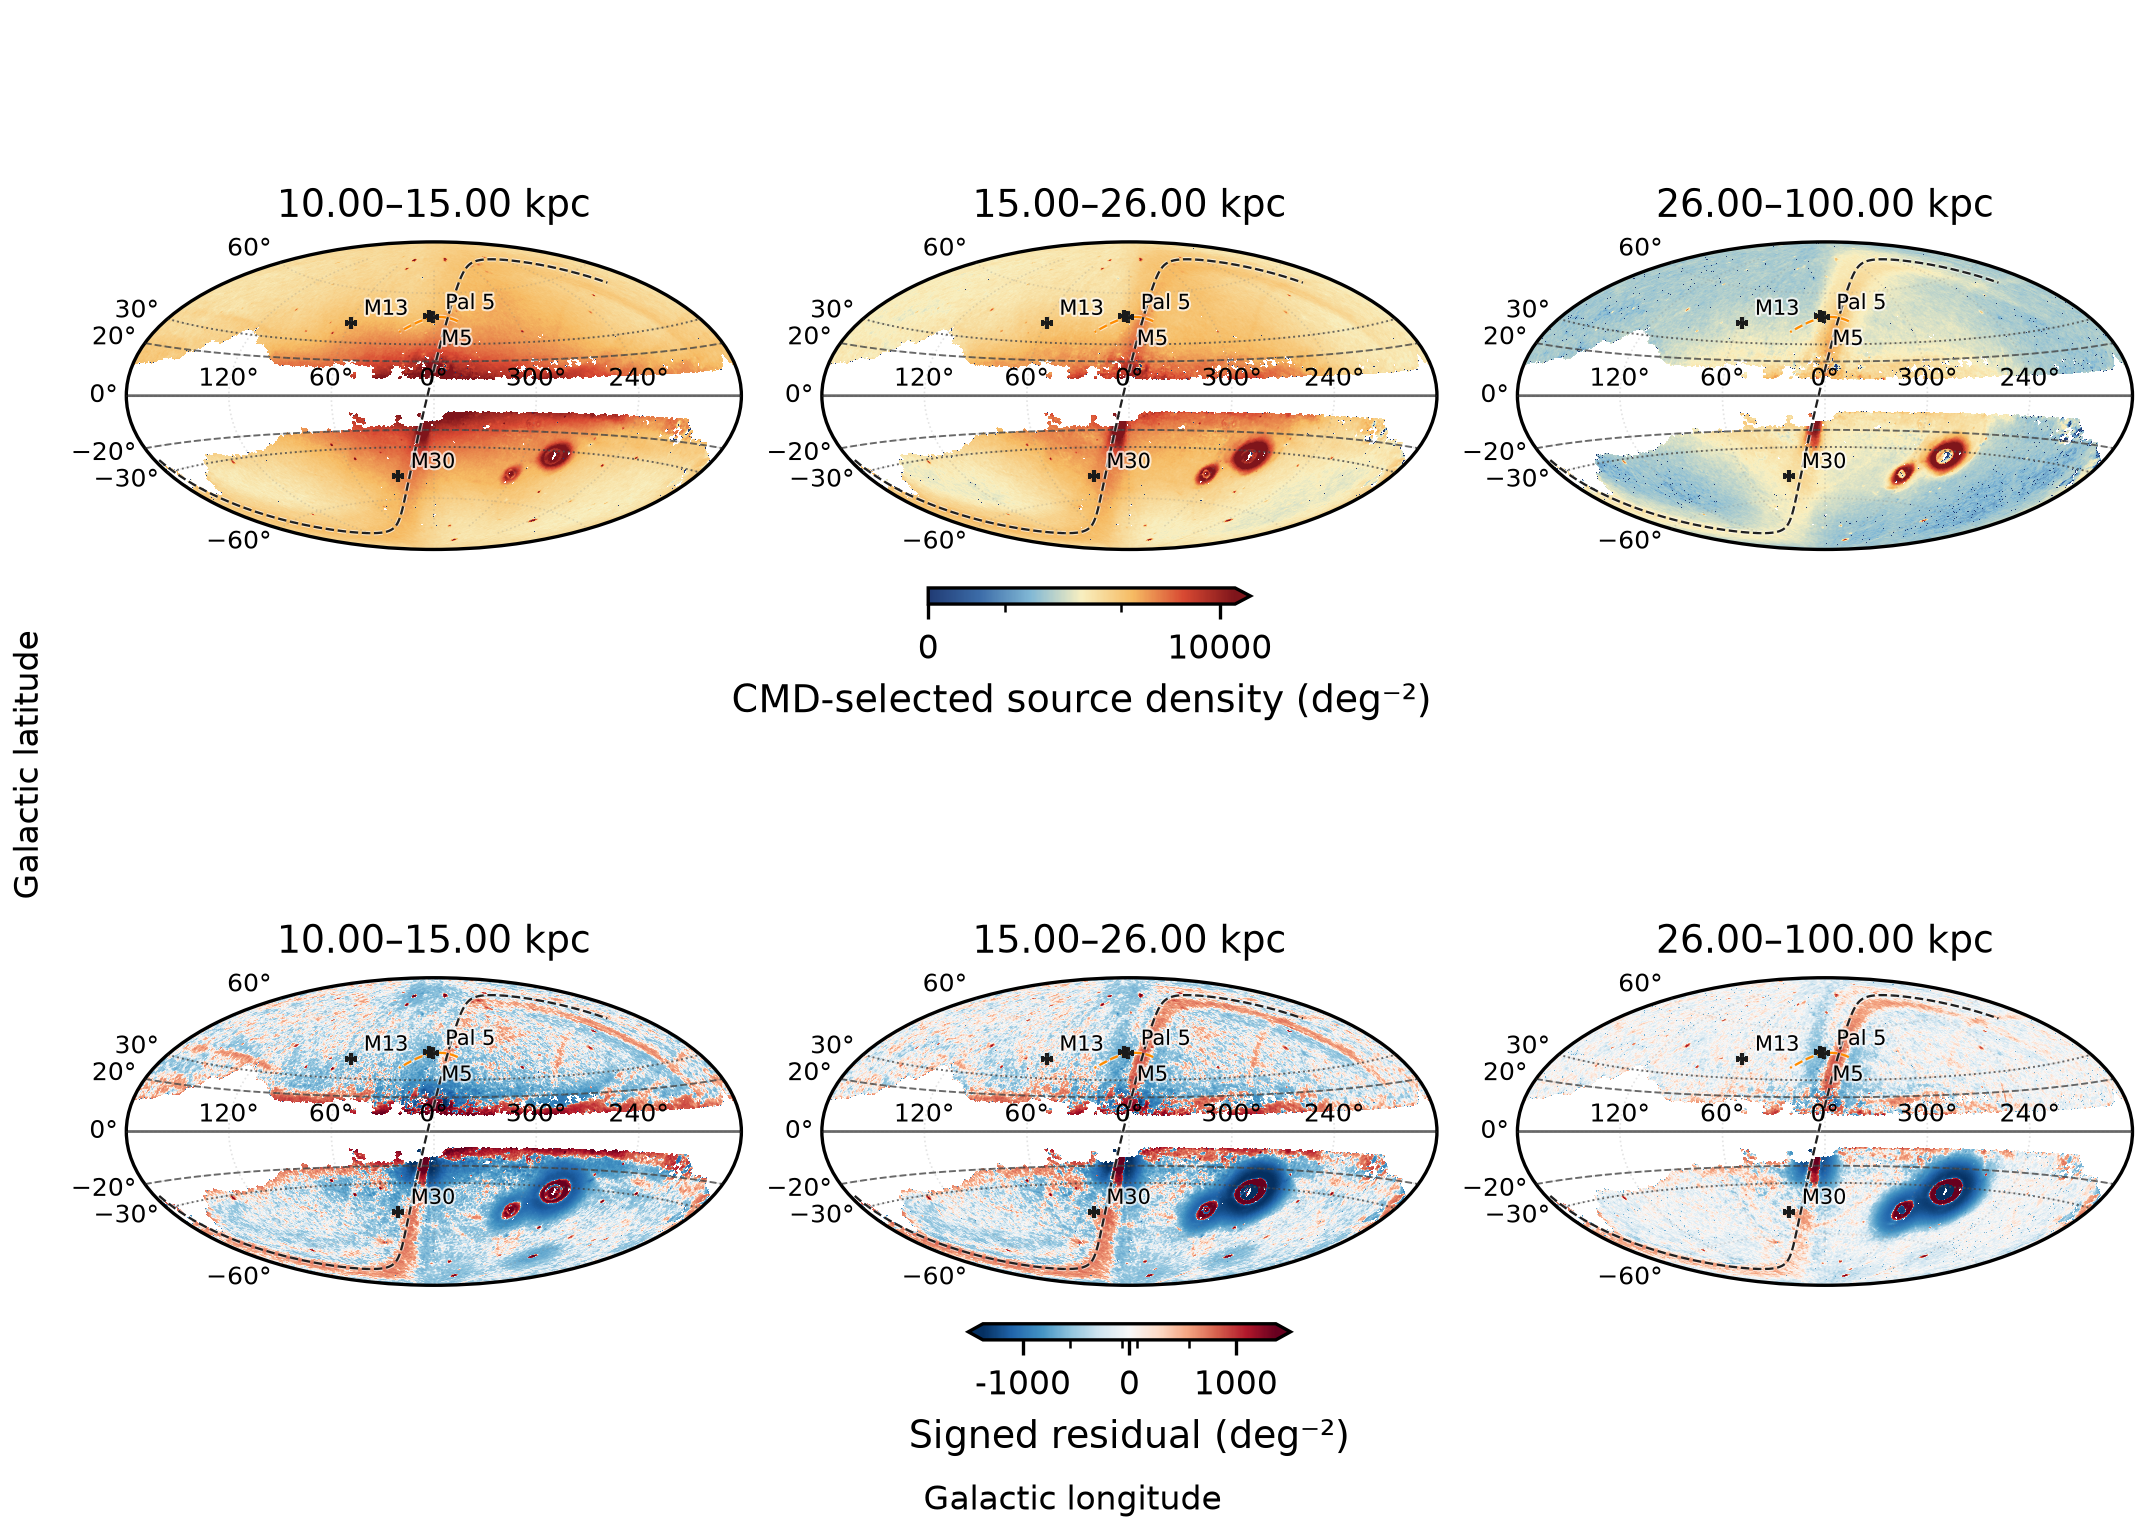 10.00–15.00 kpc
15.00–26.00 kpc
26.00–100.00 kpc
60°
30°
20°
0°
−20°
−30°
−60°
120°
60°
0°
300°
240°
M13
Pal 5
M5
M30
60°
30°
20°
0°
−20°
−30°
−60°
120°
60°
0°
300°
240°
M13
Pal 5
M5
M30
60°
30°
20°
0°
−20°
−30°
−60°
120°
60°
0°
300°
240°
M13
Pal 5
M5
M30
0
10000
CMD-selected source density (deg⁻²)
Galactic latitude
10.00–15.00 kpc
15.00–26.00 kpc
26.00–100.00 kpc
60°
30°
20°
0°
−20°
−30°
−60°
120°
60°
0°
300°
240°
M13
Pal 5
M5
M30
60°
30°
20°
0°
−20°
−30°
−60°
120°
60°
0°
300°
240°
M13
Pal 5
M5
M30
60°
30°
20°
0°
−20°
−30°
−60°
120°
60°
0°
300°
240°
M13
Pal 5
M5
M30
-1000
0
1000
Signed residual (deg⁻²)
Galactic longitude